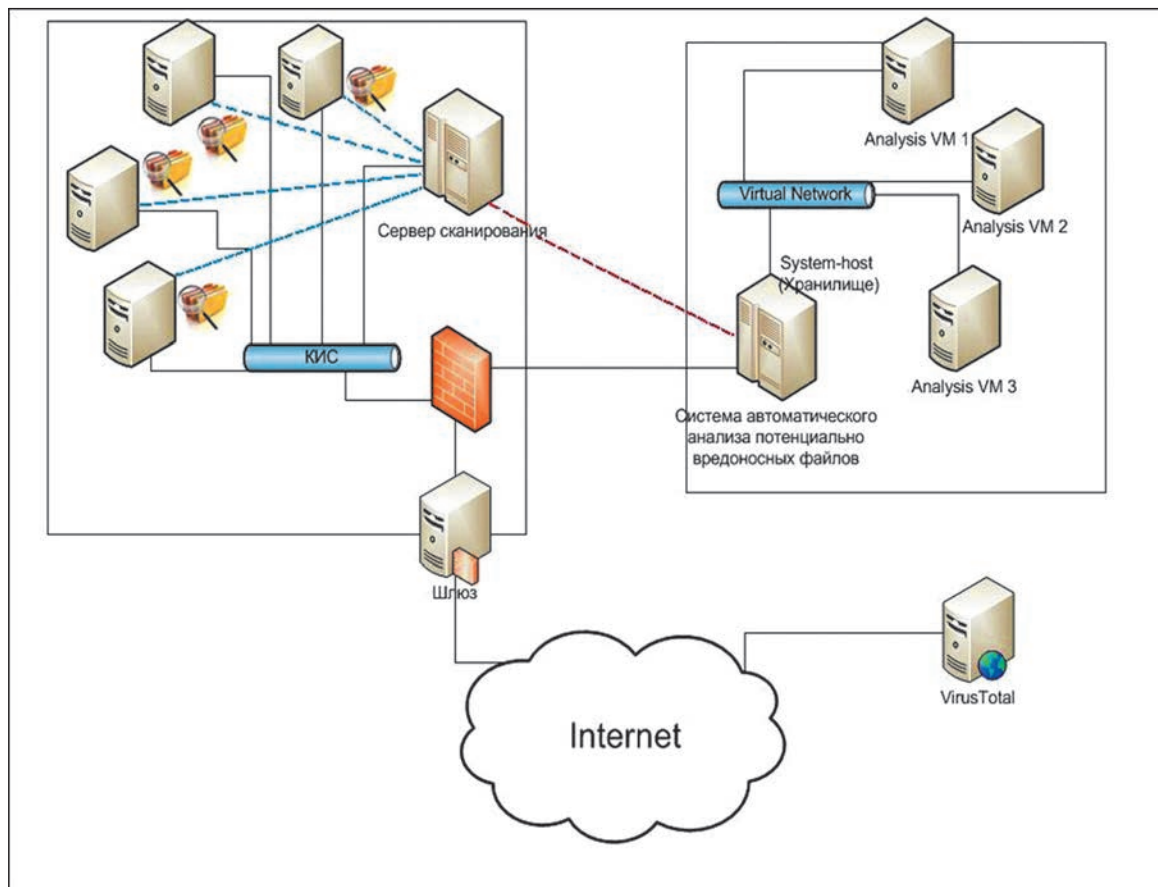 Analysis VM 1
Virtual Network
Analysis VM 2
Сервер сканирования
System-host
(Хранилище)
КИС
Analysis VM 3
Система автоматического
анализа потенциально
вредоносных файлов
Шлюз
VirusTotal
Internet